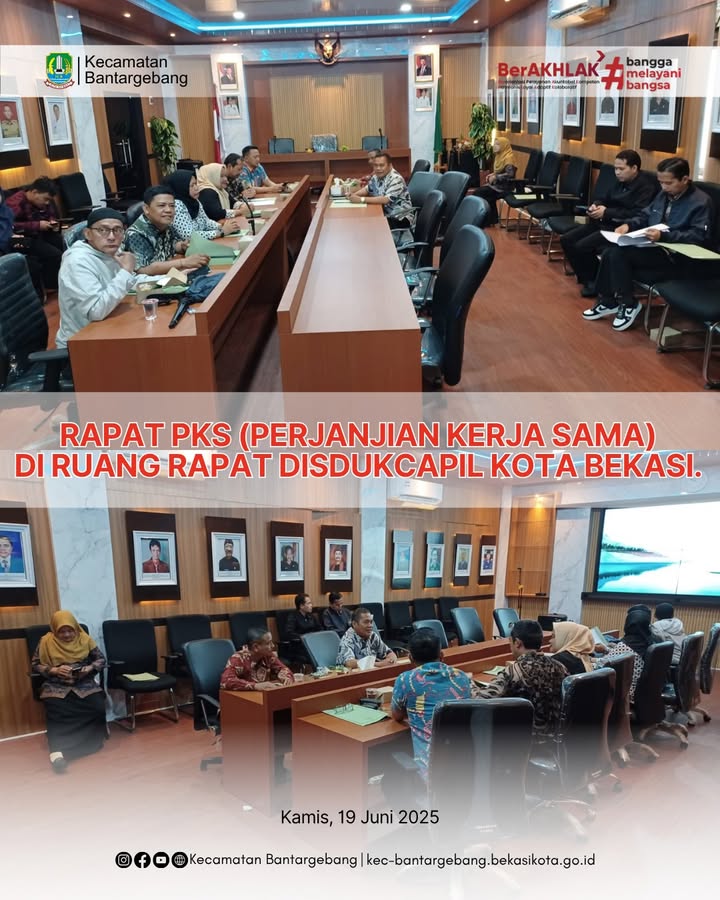 Kecamatan
Bantargebang
BerAKHLAK
#
bangga
melayani
bangsa
RAPAT PKS (PERJANJIAN KERJA SAMA)
DI RUANG RAPAT DISDUKCAPIL KOTA BEKASI.
Kamis, 19 Juni 2025
Kecamatan Bantargebang | kec-bantargebang.bekasikota.go.id